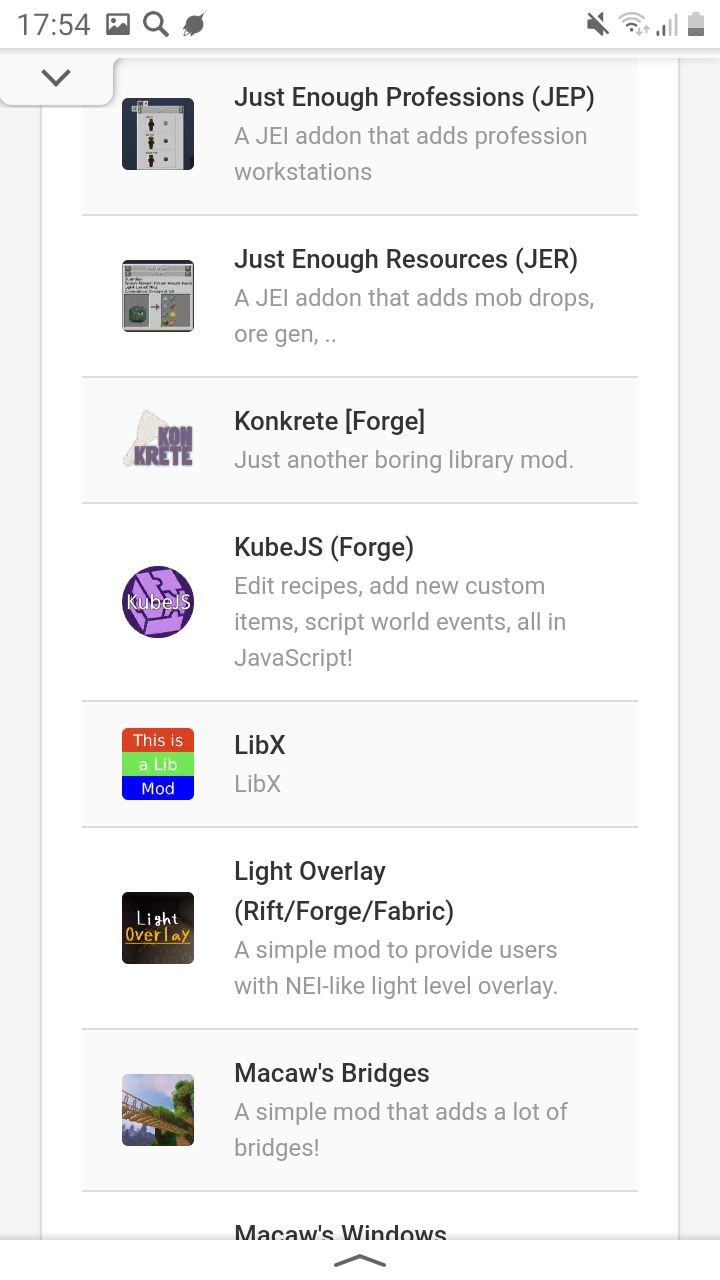 17:54
Just Enough Professions (JEP)
A JEI addon that adds profession
workstations
Just Enough Resources (JER)
A JEI addon that adds mob drops,
ore gen, ..
KON
KRETE
Konkrete [Forge]
Just another boring library mod.
KubeJS (Forge)
KubeJS
Edit recipes, add new custom
items, script world events, all in
JavaScript!
This is
a Lib
Mod
LibX
LibX
Light Overlay
(Rift/Forge/Fabric)
Light
Overlay
A simple mod to provide users
with NEI-like light level overlay.
Macaw's Bridges
A simple mod that adds a lot of
bridges!
Macaw's Windows